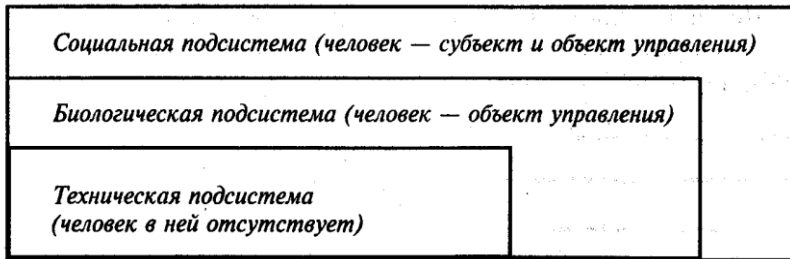 Социальная подсистема (человек — субъект и объект управления)
Биологическая подсистема (человек — объект управления)
Техническая подсистема
(человек в ней отсутствует)